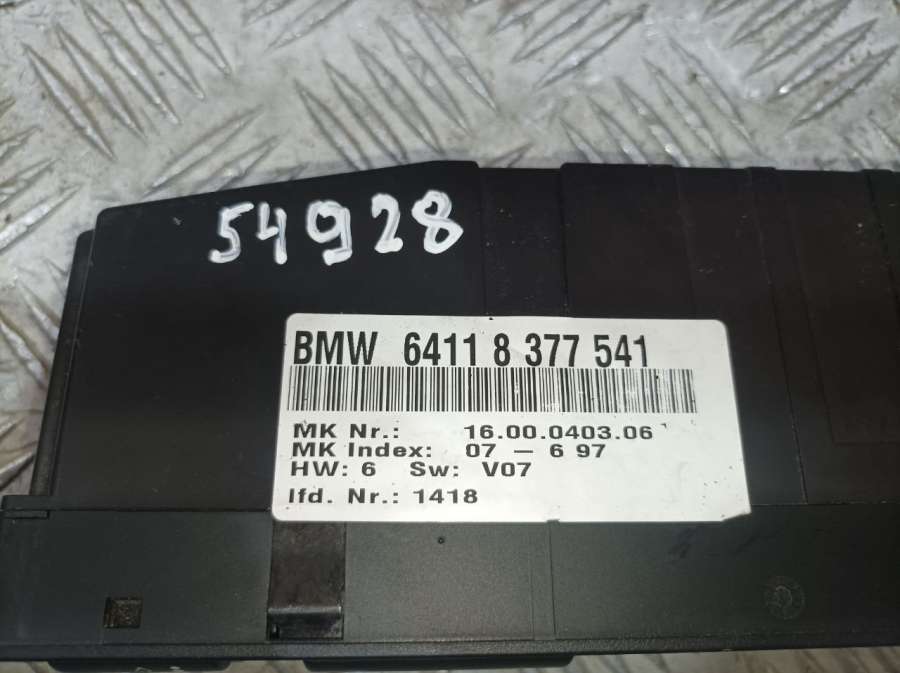 54928
BMW 6411 8 377 541
MK Nr.: 16.00.0403.06
MK Index: 07 - 6 97
HW: 6 Sw: V07
lfd. Nr.: 1418